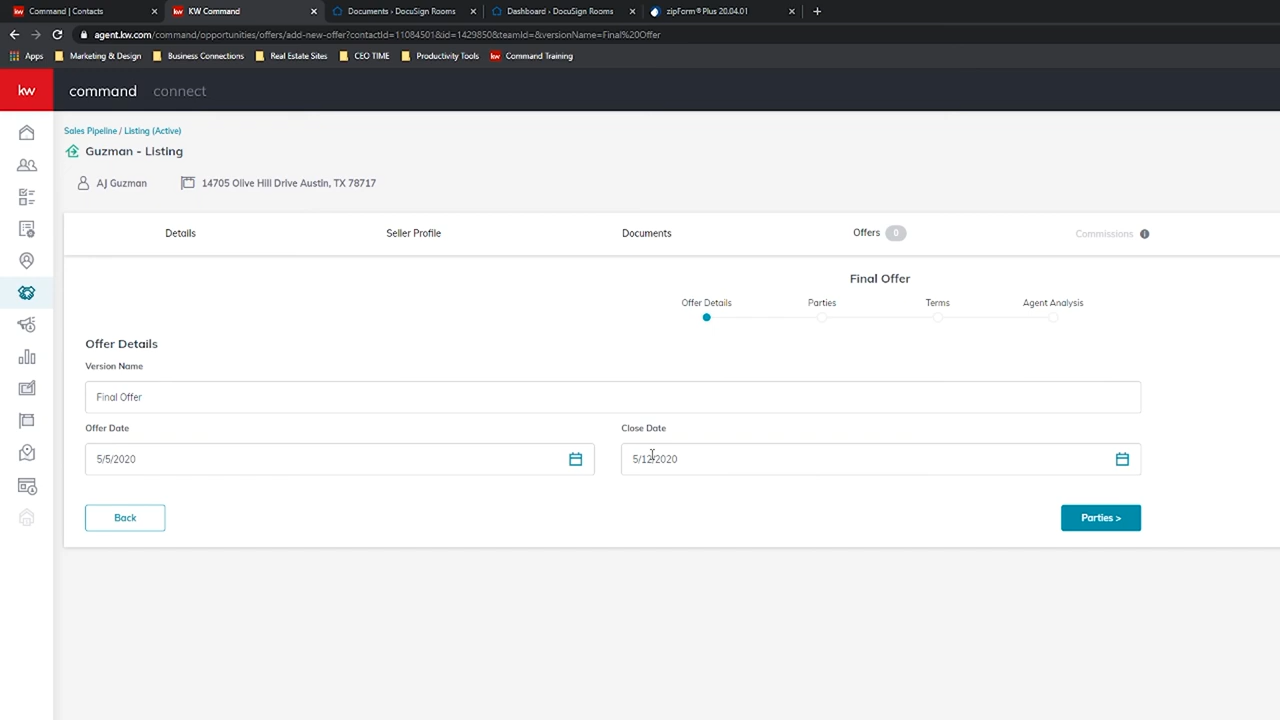 Command | Contacts
KW Command
Documents › DocuSign Rooms
Dashboard › DocuSign Rooms
zipForm® Plus 20.04.01
agent.kw.com/command/opportunities/offers/add-new-offer?contactId=11084501&id=1429850&teamId=&versionName=Final%20Offer
Apps
Marketing & Design
Business Connections
Real Estate Sites
CEO TIME
Productivity Tools
kw Command Training
kw
command
connect
Sales Pipeline / Listing (Active)
Guzman - Listing
AJ Guzman
14705 Olive Hill Drive Austin, TX 78717
Details
Seller Profile
Documents
Offers 0
Commissions
Final Offer
Offer Details
Parties
Terms
Agent Analysis
Offer Details
Version Name
Final Offer
Offer Date
Close Date
5/5/2020
5/12/2020
Back
Parties >